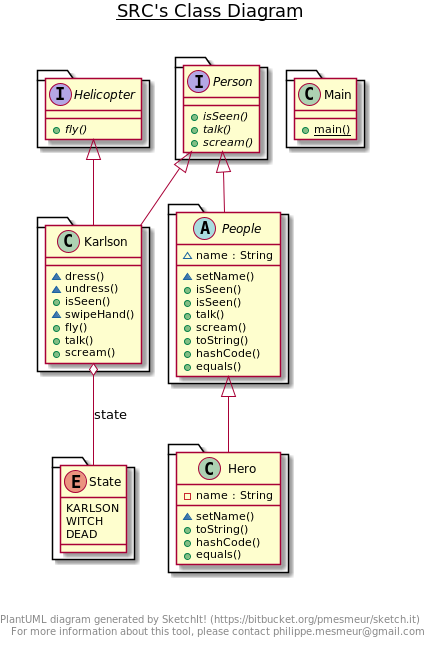 SRC's Class Diagram
I Helicopter
fly()
I Person
isSeen()
talk()
scream()
C Main
main()
C Karlson
dress()
undress()
isSeen()
swipeHand()
fly()
talk()
scream()
A People
name : String
setName()
isSeen()
isSeen()
talk()
scream()
toString()
hashCode()
equals()
state
E State
KARLSON
WITCH
DEAD
C Hero
name : String
setName()
toString()
hashCode()
equals()
PlantUML diagram generated by SketchIt! (https://bitbucket.org/pmesmeur/sketch.it)
For more information about this tool, please contact philippe.mesmeur@gmail.com